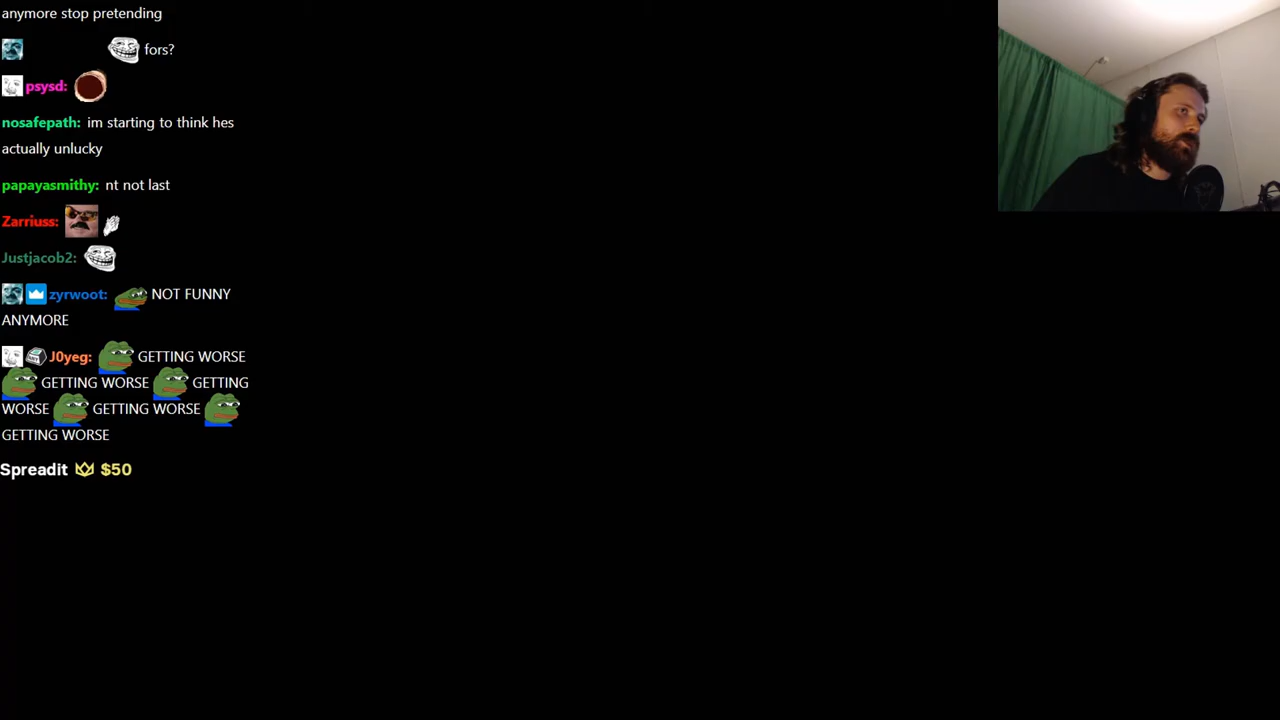 anymore stop pretending
fors?
psysd:
nosafepath: im starting to think hes
actually unlucky
papayasmithy: nt not last
Zarriuss:
Justjacob2:
zyrwoot: NOT FUNNY
ANYMORE
J0yeg: GETTING WORSE
GETTING WORSE GETTING
WORSE GETTING WORSE
GETTING WORSE
Spreadit $50